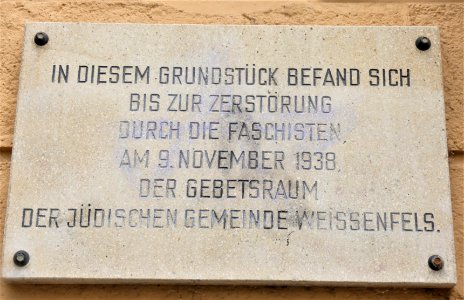 IN DIESEM GRUNDSTÜCK BEFAND SICH
BIS ZUR ZERSTÖRUNG
DURCH DIE FASCHISTEN
AM 9. NOVEMBER 1938
DER GEBETSRAUM
DER JÜDISCHEN GEMEINDE WEISSENFELS.